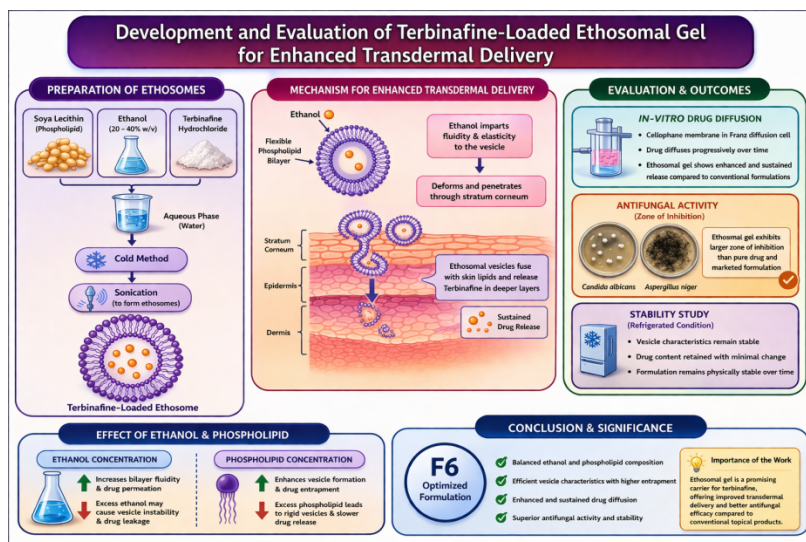 Development and Evaluation of Terbinafine-Loaded Ethosomal Gel
for Enhanced Transdermal Delivery
PREPARATION OF ETHOSOMES
Soya Lecithin
(Phospholipid)
Ethanol
(20 – 40% w/v)
Terbinafine
Hydrochloride
Aqueous Phase
(Water)
Cold Method
Sonication
(to form ethosomes)
Terbinafine-Loaded Ethosome
MECHANISM FOR ENHANCED TRANSDERMAL DELIVERY
Ethanol
Flexible
Phospholipid
Bilayer
Ethanol imparts
fluidity & elasticity
to the vesicle
Deforms and penetrates
through stratum corneum
Stratum
Corneum
Epidermis
Dermis
Ethosomal vesicles fuse
with skin lipids and release
Terbinafine in deeper layers
Sustained
Drug Release
EVALUATION & OUTCOMES
IN-VITRO DRUG DIFFUSION
• Cellophane membrane in Franz diffusion cell
• Drug diffuses progressively over time
• Ethosomal gel shows enhanced and sustained
release compared to conventional formulations
ANTIFUNGAL ACTIVITY
(Zone of Inhibition)
Candida albicans
Aspergillus niger
Ethosomal gel exhibits
larger zone of inhibition
than pure drug and
marketed formulation
STABILITY STUDY
(Refrigerated Condition)
• Vesicle characteristics remain stable
• Drug content retained with minimal change
• Formulation remains physically stable over time
EFFECT OF ETHANOL & PHOSPHOLIPID
ETHANOL CONCENTRATION
Increases bilayer fluidity
& drug permeation
Excess ethanol may
cause vesicle instability
& drug leakage
PHOSPHOLIPID CONCENTRATION
Enhances vesicle formation
& drug entrapment
Excess phospholipid leads
to rigid vesicles & slower
drug release
CONCLUSION & SIGNIFICANCE
F6
Optimized
Formulation
Balanced ethanol and phospholipid composition
Efficient vesicle characteristics with higher entrapment
Enhanced and sustained drug diffusion
Superior antifungal activity and stability
Importance of the Work
Ethosomal gel is a promising
carrier for terbinafine,
offering improved transdermal
delivery and better antifungal
efficacy compared to
conventional topical products.